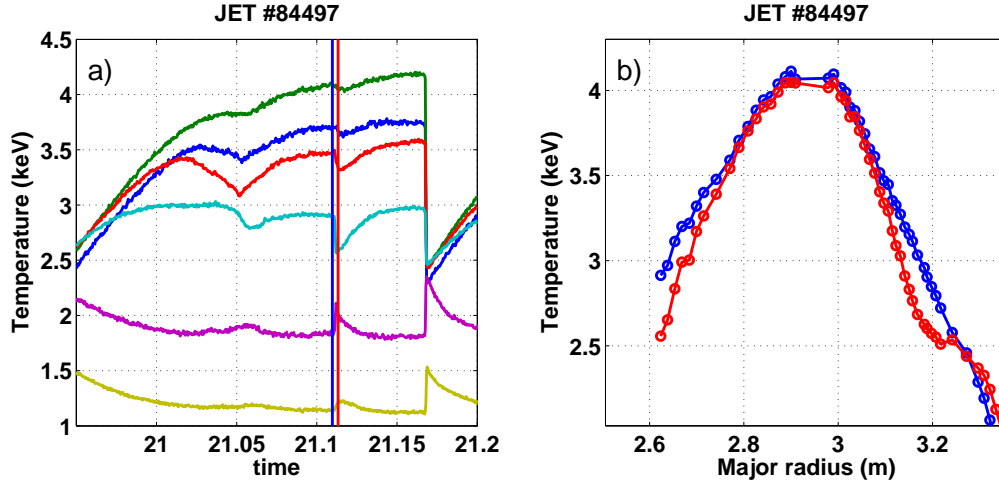 JET #84497
a)
Temperature (keV)
4.5
4
3.5
3
2.5
2
1.5
1
21
21.05
21.1
21.15
21.2
time
JET #84497
b)
Temperature (keV)
4
3.5
3
2.5
2.6
2.8
3
3.2
Major radius (m)